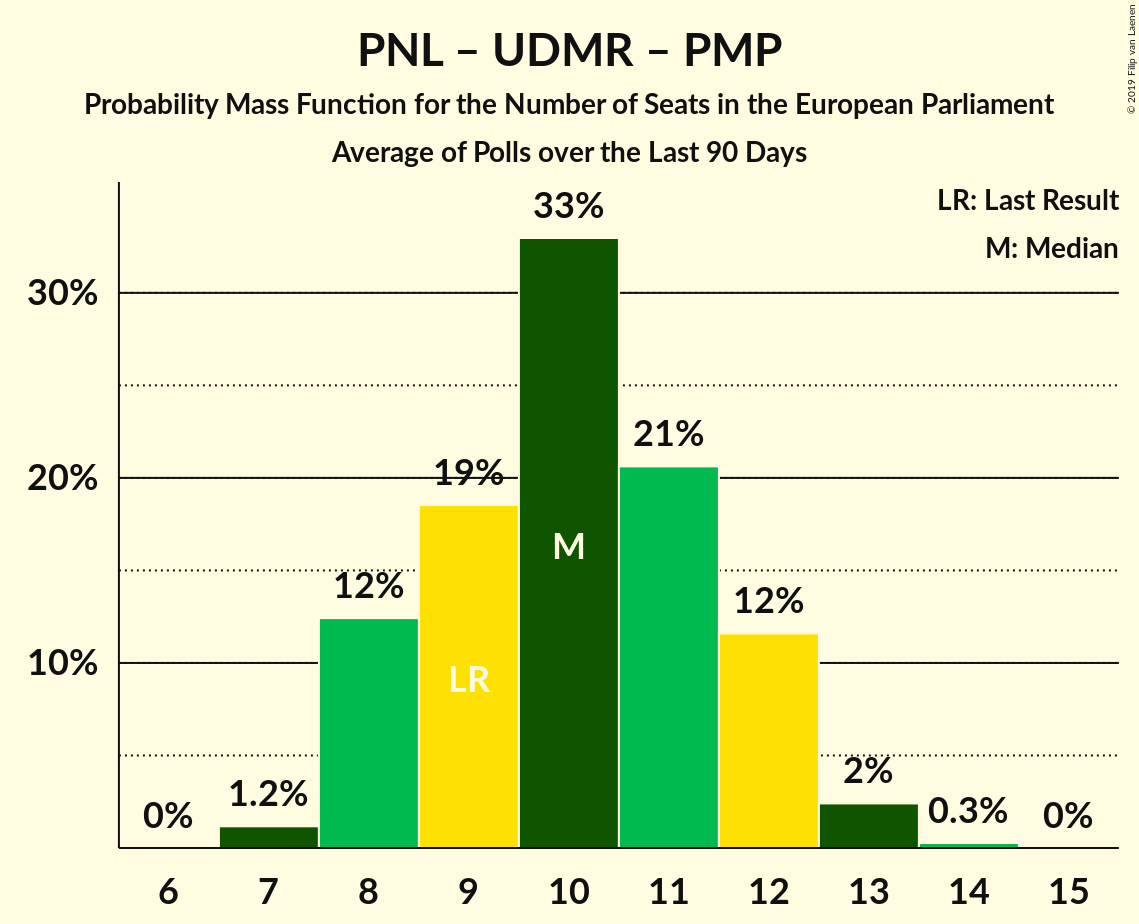 PNL – UDMR – PMP
Probability Mass Function for the Number of Seats in the European Parliament
Average of Polls over the Last 90 Days
© 2019 Filip van Laenen
LR: Last Result
M: Median
30%
20%
10%
0%
1.2%
12%
19%
33%
21%
12%
2%
0.3%
0%
LR
M
6 7 8 9 10 11 12 13 14 15